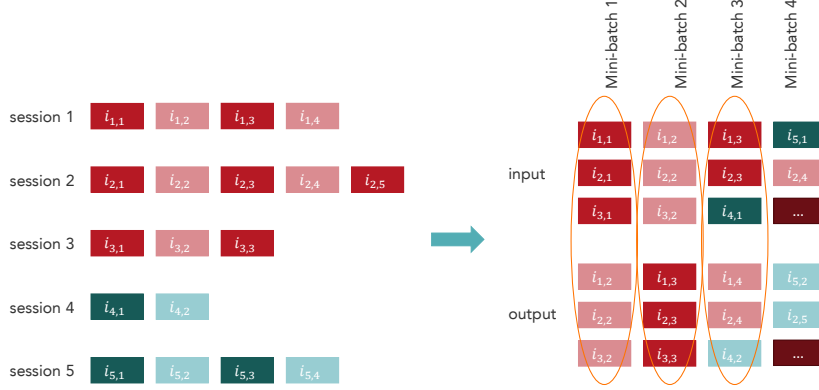 Mini-batch 1 Mini-batch 2 Mini-batch 3 Mini-batch 4
session 1 i1,1 i1,2 i1,3 i1,4
session 2 i2,1 i2,2 i2,3 i2,4 i2,5
session 3 i3,1 i3,2 i3,3
session 4 i4,1 i4,2
session 5 i5,1 i5,2 i5,3 i5,4
i1,1 i1,2 i1,3 i5,1
input i2,1 i2,2 i2,3 i2,4
i3,1 i3,2 i4,1 ...
i1,2 i1,3 i1,4 i5,2
output i2,2 i2,3 i2,4 i2,5
i3,2 i3,3 i4,2 ...